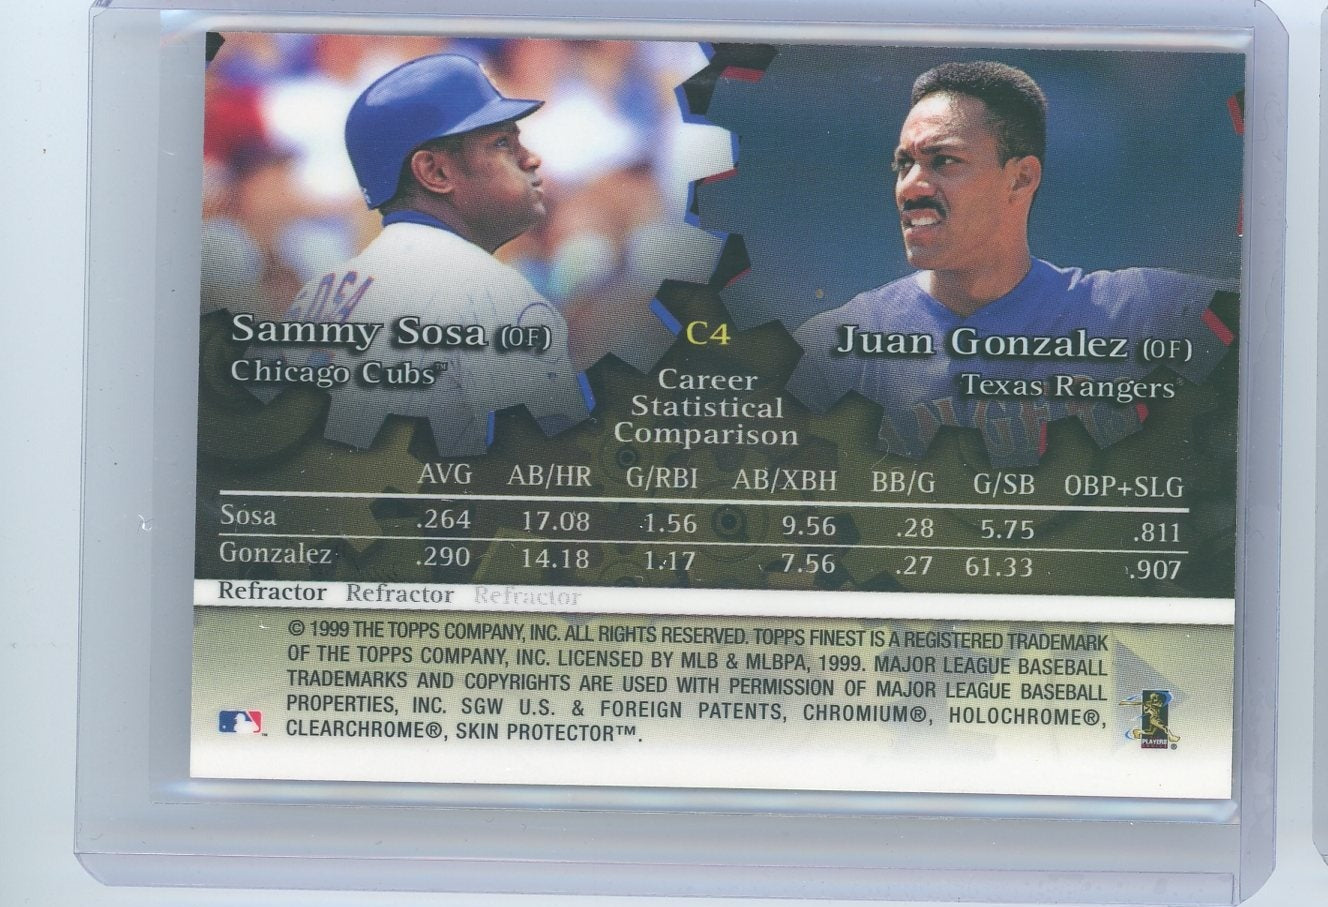 OSA
Sammy Sosa (OF)
Chicago Cubs™
C4
Juan Gonzalez (OF)
Texas Rangers®
Career
Statistical
Comparison
AVG AB/HR G/RBI AB/XBH BB/G G/SB OBP+SLG
Sosa .264 17.08 1.56 9.56 .28 5.75 .811
Gonzalez .290 14.18 1.17 7.56 .27 61.33 .907
Refractor Refractor Refractor
© 1999 THE TOPPS COMPANY, INC. ALL RIGHTS RESERVED. TOPPS FINEST IS A REGISTERED TRADEMARK
OF THE TOPPS COMPANY, INC. LICENSED BY MLB & MLBPA, 1999. MAJOR LEAGUE BASEBALL
TRADEMARKS AND COPYRIGHTS ARE USED WITH PERMISSION OF MAJOR LEAGUE BASEBALL
PROPERTIES, INC. SGW U.S. & FOREIGN PATENTS, CHROMIUM®, HOLOCHROME®,
CLEARCHROME®, SKIN PROTECTOR™.
PLAYERS